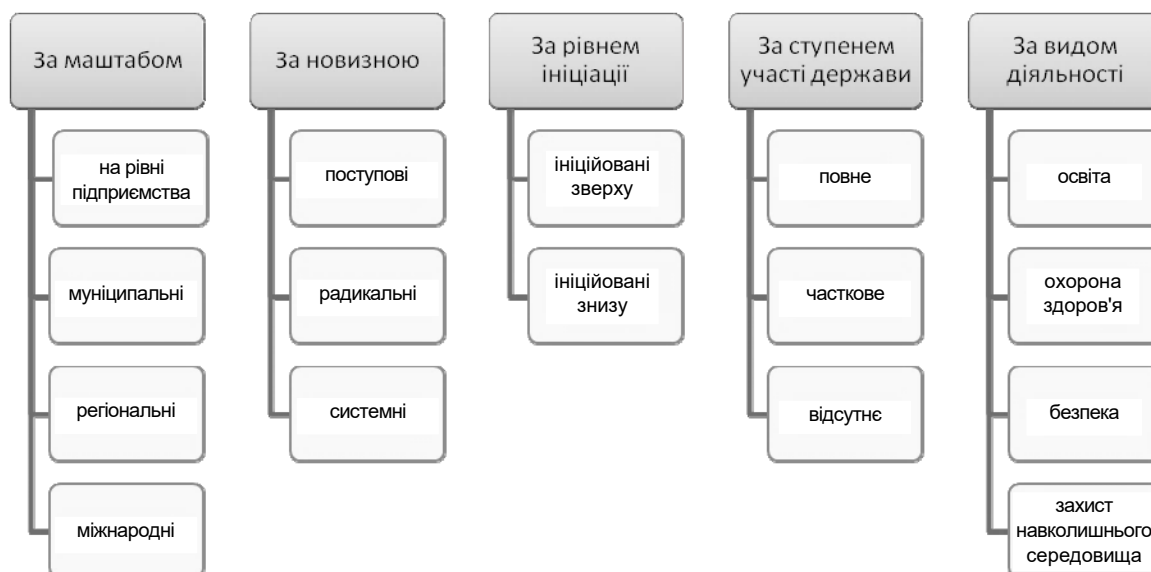 За маштабом
на рівні
підприємства
муніципальні
регіональні
міжнародні
За новизною
поступові
радикальні
системні
За рівнем
ініціації
ініційовані
зверху
ініційовані
знизу
За ступенем
участі держави
повне
часткове
відсутнє
За видом
діяльності
освіта
охорона
здоров'я
безпека
захист
навколишнього
середовища